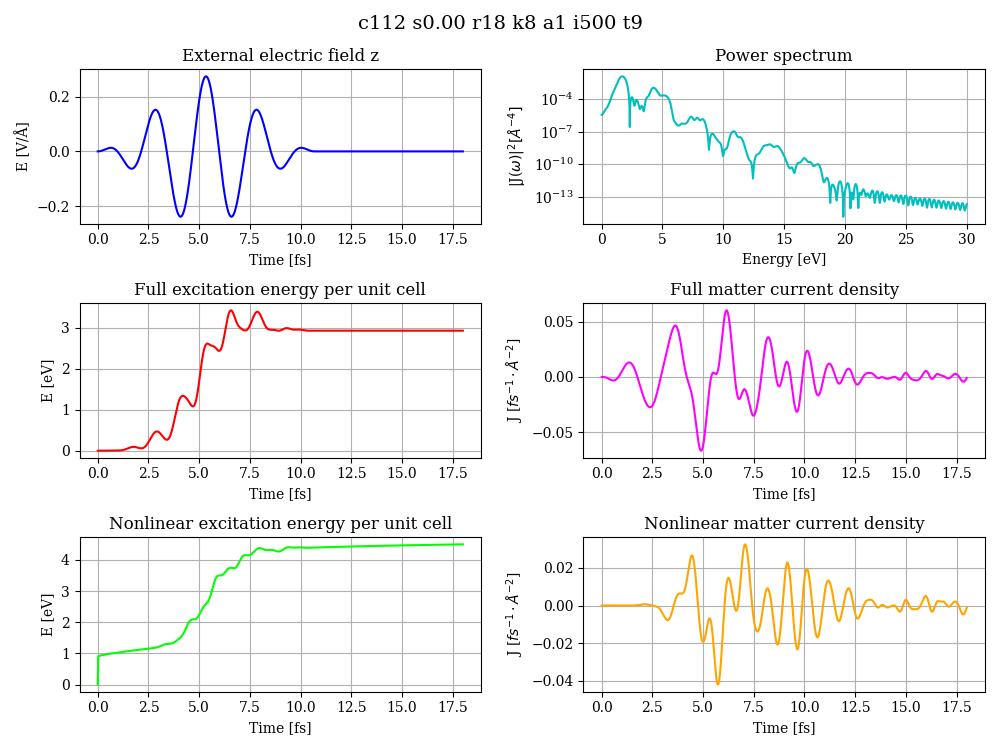 c112 s0.00 r18 k8 a1 i500 t9
External electric field z
E [V/Å]
0.2
0.0
−0.2
0.0 2.5 5.0 7.5 10.0 12.5 15.0 17.5
Time [fs]
Power spectrum
|J(ω)|²[Å⁻⁴]
10⁻⁴
10⁻⁷
10⁻¹⁰
10⁻¹³
0 5 10 15 20 25 30
Energy [eV]
Full excitation energy per unit cell
E [eV]
3
2
1
0
0.0 2.5 5.0 7.5 10.0 12.5 15.0 17.5
Time [fs]
Full matter current density
J [fs⁻¹ · Å⁻²]
0.05
0.00
−0.05
0.0 2.5 5.0 7.5 10.0 12.5 15.0 17.5
Time [fs]
Nonlinear excitation energy per unit cell
E [eV]
4
3
2
1
0
0.0 2.5 5.0 7.5 10.0 12.5 15.0 17.5
Time [fs]
Nonlinear matter current density
J [fs⁻¹ · Å⁻²]
0.02
0.00
−0.02
−0.04
0.0 2.5 5.0 7.5 10.0 12.5 15.0 17.5
Time [fs]